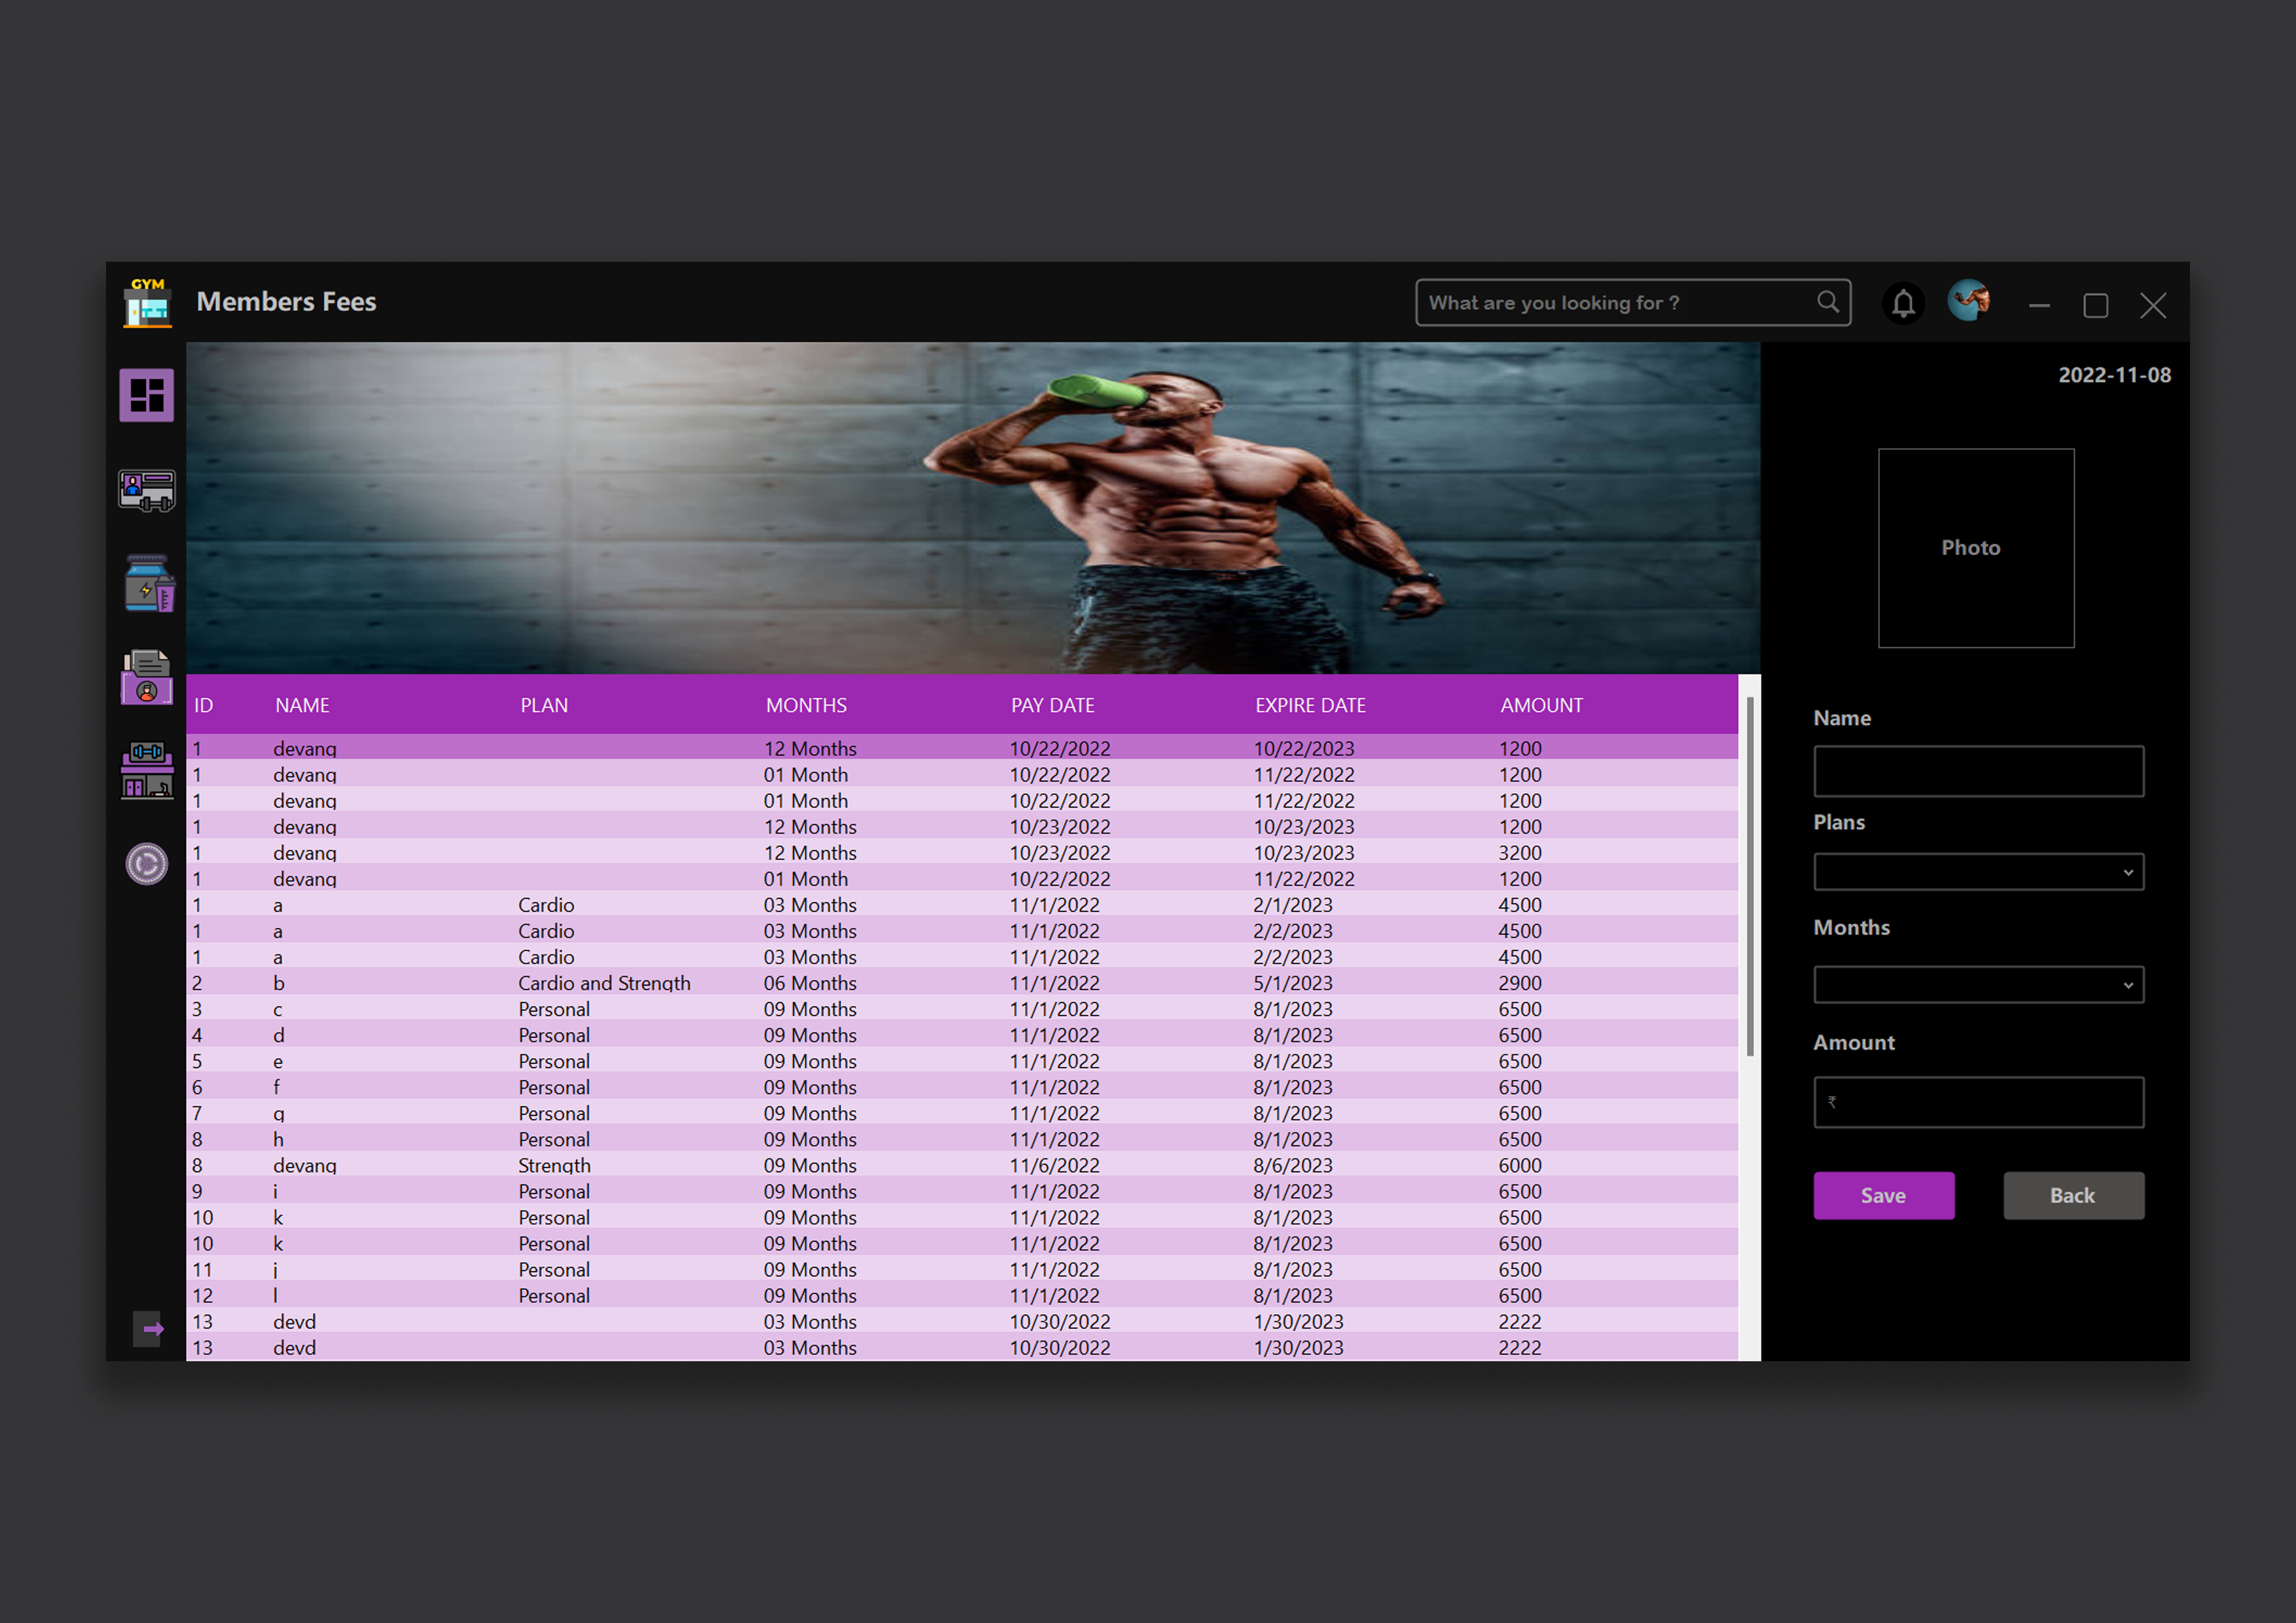 GYM
Members Fees
What are you looking for ?
2022-11-08
Photo
ID NAME PLAN MONTHS PAY DATE EXPIRE DATE AMOUNT
1 devang 12 Months 10/22/2022 10/22/2023 1200
1 devang 01 Month 10/22/2022 11/22/2022 1200
1 devang 01 Month 10/22/2022 11/22/2022 1200
1 devang 12 Months 10/23/2022 10/23/2023 1200
1 devang 12 Months 10/23/2022 10/23/2023 3200
1 devang 01 Month 10/22/2022 11/22/2022 1200
1 a Cardio 03 Months 11/1/2022 2/1/2023 4500
1 a Cardio 03 Months 11/1/2022 2/2/2023 4500
1 a Cardio 03 Months 11/1/2022 2/2/2023 4500
2 b Cardio and Strength 06 Months 11/1/2022 5/1/2023 2900
3 c Personal 09 Months 11/1/2022 8/1/2023 6500
4 d Personal 09 Months 11/1/2022 8/1/2023 6500
5 e Personal 09 Months 11/1/2022 8/1/2023 6500
6 f Personal 09 Months 11/1/2022 8/1/2023 6500
7 g Personal 09 Months 11/1/2022 8/1/2023 6500
8 h Personal 09 Months 11/1/2022 8/1/2023 6500
8 devang Strength 09 Months 11/6/2022 8/6/2023 6000
9 i Personal 09 Months 11/1/2022 8/1/2023 6500
10 k Personal 09 Months 11/1/2022 8/1/2023 6500
10 k Personal 09 Months 11/1/2022 8/1/2023 6500
11 j Personal 09 Months 11/1/2022 8/1/2023 6500
12 l Personal 09 Months 11/1/2022 8/1/2023 6500
13 devd 03 Months 10/30/2022 1/30/2023 2222
13 devd 03 Months 10/30/2022 1/30/2023 2222
Name
Plans
Months
Amount
₹
Save Back